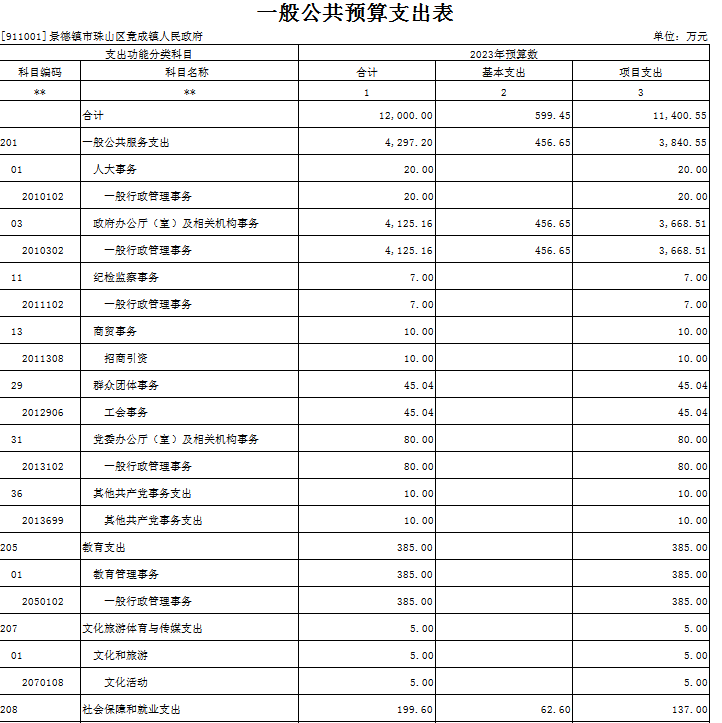 一般公共预算支出表
[911001]景德镇市珠山区竟成镇人民政府 单位：万元
支出功能分类科目 2023年预算数
科目编码 科目名称 合计 基本支出 项目支出
** ** 1 2 3
合计 12,000.00 599.45 11,400.55
201 一般公共服务支出 4,297.20 456.65 3,840.55
01 人大事务 20.00 20.00
2010102 一般行政管理事务 20.00 20.00
03 政府办公厅（室）及相关机构事务 4,125.16 456.65 3,668.51
2010302 一般行政管理事务 4,125.16 456.65 3,668.51
11 纪检监察事务 7.00 7.00
2011102 一般行政管理事务 7.00 7.00
13 商贸事务 10.00 10.00
2011308 招商引资 10.00 10.00
29 群众团体事务 45.04 45.04
2012906 工会事务 45.04 45.04
31 党委办公厅（室）及相关机构事务 80.00 80.00
2013102 一般行政管理事务 80.00 80.00
36 其他共产党事务支出 10.00 10.00
2013699 其他共产党事务支出 10.00 10.00
205 教育支出 385.00 385.00
01 教育管理事务 385.00 385.00
2050102 一般行政管理事务 385.00 385.00
207 文化旅游体育与传媒支出 5.00 5.00
01 文化和旅游 5.00 5.00
2070108 文化活动 5.00 5.00
208 社会保障和就业支出 199.60 62.60 137.00